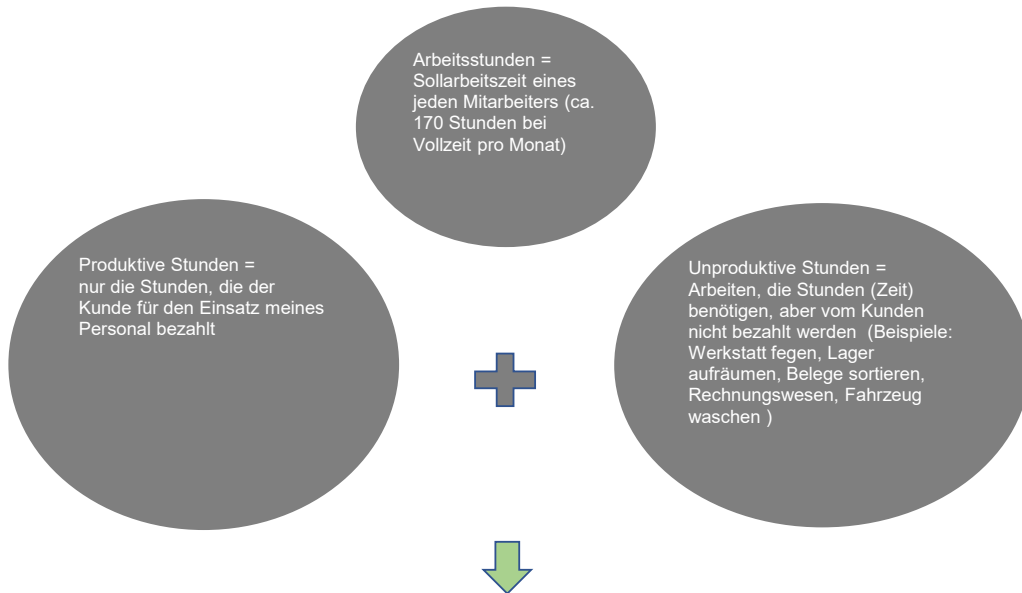 Arbeitsstunden =
Sollarbeitszeit eines
jeden Mitarbeiters (ca.
170 Stunden bei
Vollzeit pro Monat)
Produktive Stunden =
nur die Stunden, die der
Kunde für den Einsatz meines
Personal bezahlt
Unproduktive Stunden =
Arbeiten, die Stunden (Zeit)
benötigen, aber vom Kunden
nicht bezahlt werden  (Beispiele:
Werkstatt fegen, Lager
aufräumen, Belege sortieren,
Rechnungswesen, Fahrzeug
waschen )